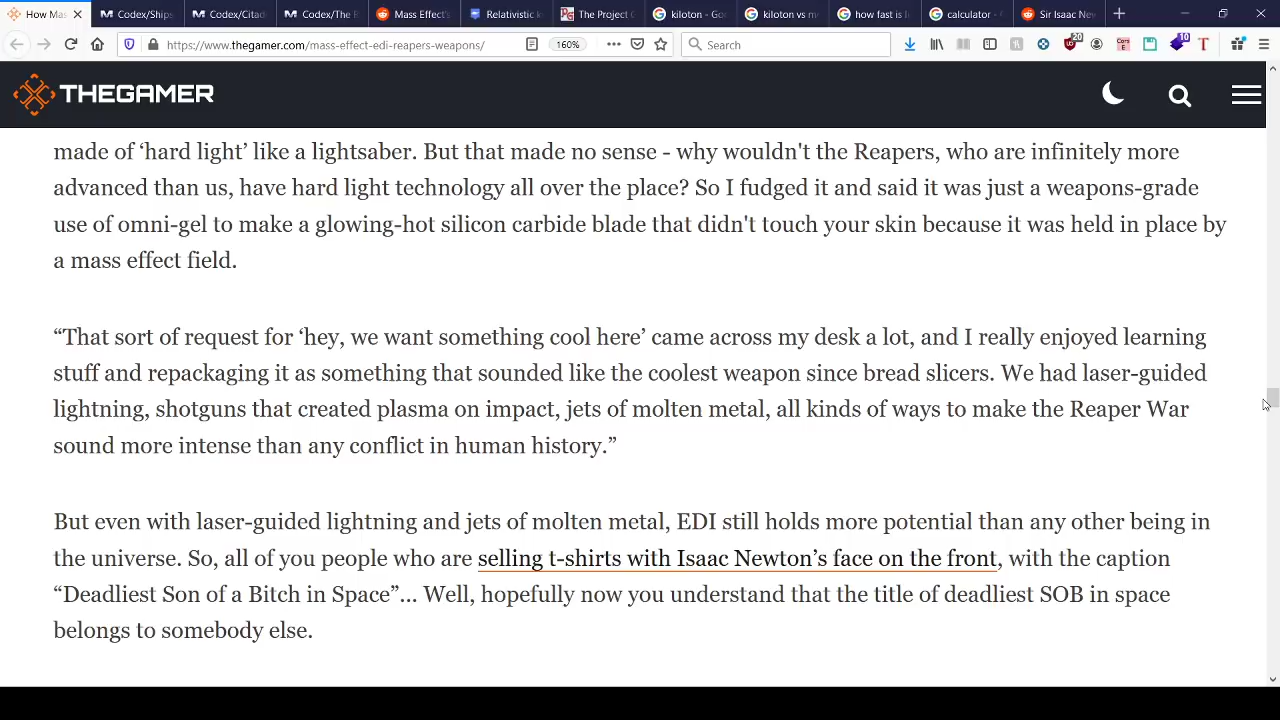 How Mas
Codex/Ships
Codex/Citad
Codex/The R
Mass Effect's
Relativistic k
The Project G
kiloton - Goo
kiloton vs m
how fast is l
calculator - G
Sir Isaac New
https://www.thegamer.com/mass-effect-edi-reapers-weapons/
160%
Search
20
10
THEGAMER
made of ‘hard light’ like a lightsaber. But that made no sense - why wouldn't the Reapers, who are infinitely more
advanced than us, have hard light technology all over the place? So I fudged it and said it was just a weapons-grade
use of omni-gel to make a glowing-hot silicon carbide blade that didn't touch your skin because it was held in place by
a mass effect field.
“That sort of request for ‘hey, we want something cool here’ came across my desk a lot, and I really enjoyed learning
stuff and repackaging it as something that sounded like the coolest weapon since bread slicers. We had laser-guided
lightning, shotguns that created plasma on impact, jets of molten metal, all kinds of ways to make the Reaper War
sound more intense than any conflict in human history.”
But even with laser-guided lightning and jets of molten metal, EDI still holds more potential than any other being in
the universe. So, all of you people who are selling t-shirts with Isaac Newton’s face on the front, with the caption
“Deadliest Son of a Bitch in Space”... Well, hopefully now you understand that the title of deadliest SOB in space
belongs to somebody else.